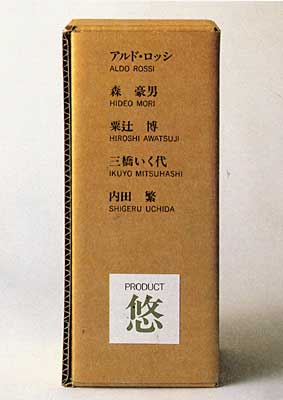 アルド・ロッシ
ALDO ROSSI
森 豪男
HIDEO MORI
粟辻 博
HIROSHI AWATSUJI
三橋いく代
IKUYO MITSUHASHI
内田 繁
SHIGERU UCHIDA
PRODUCT
悠